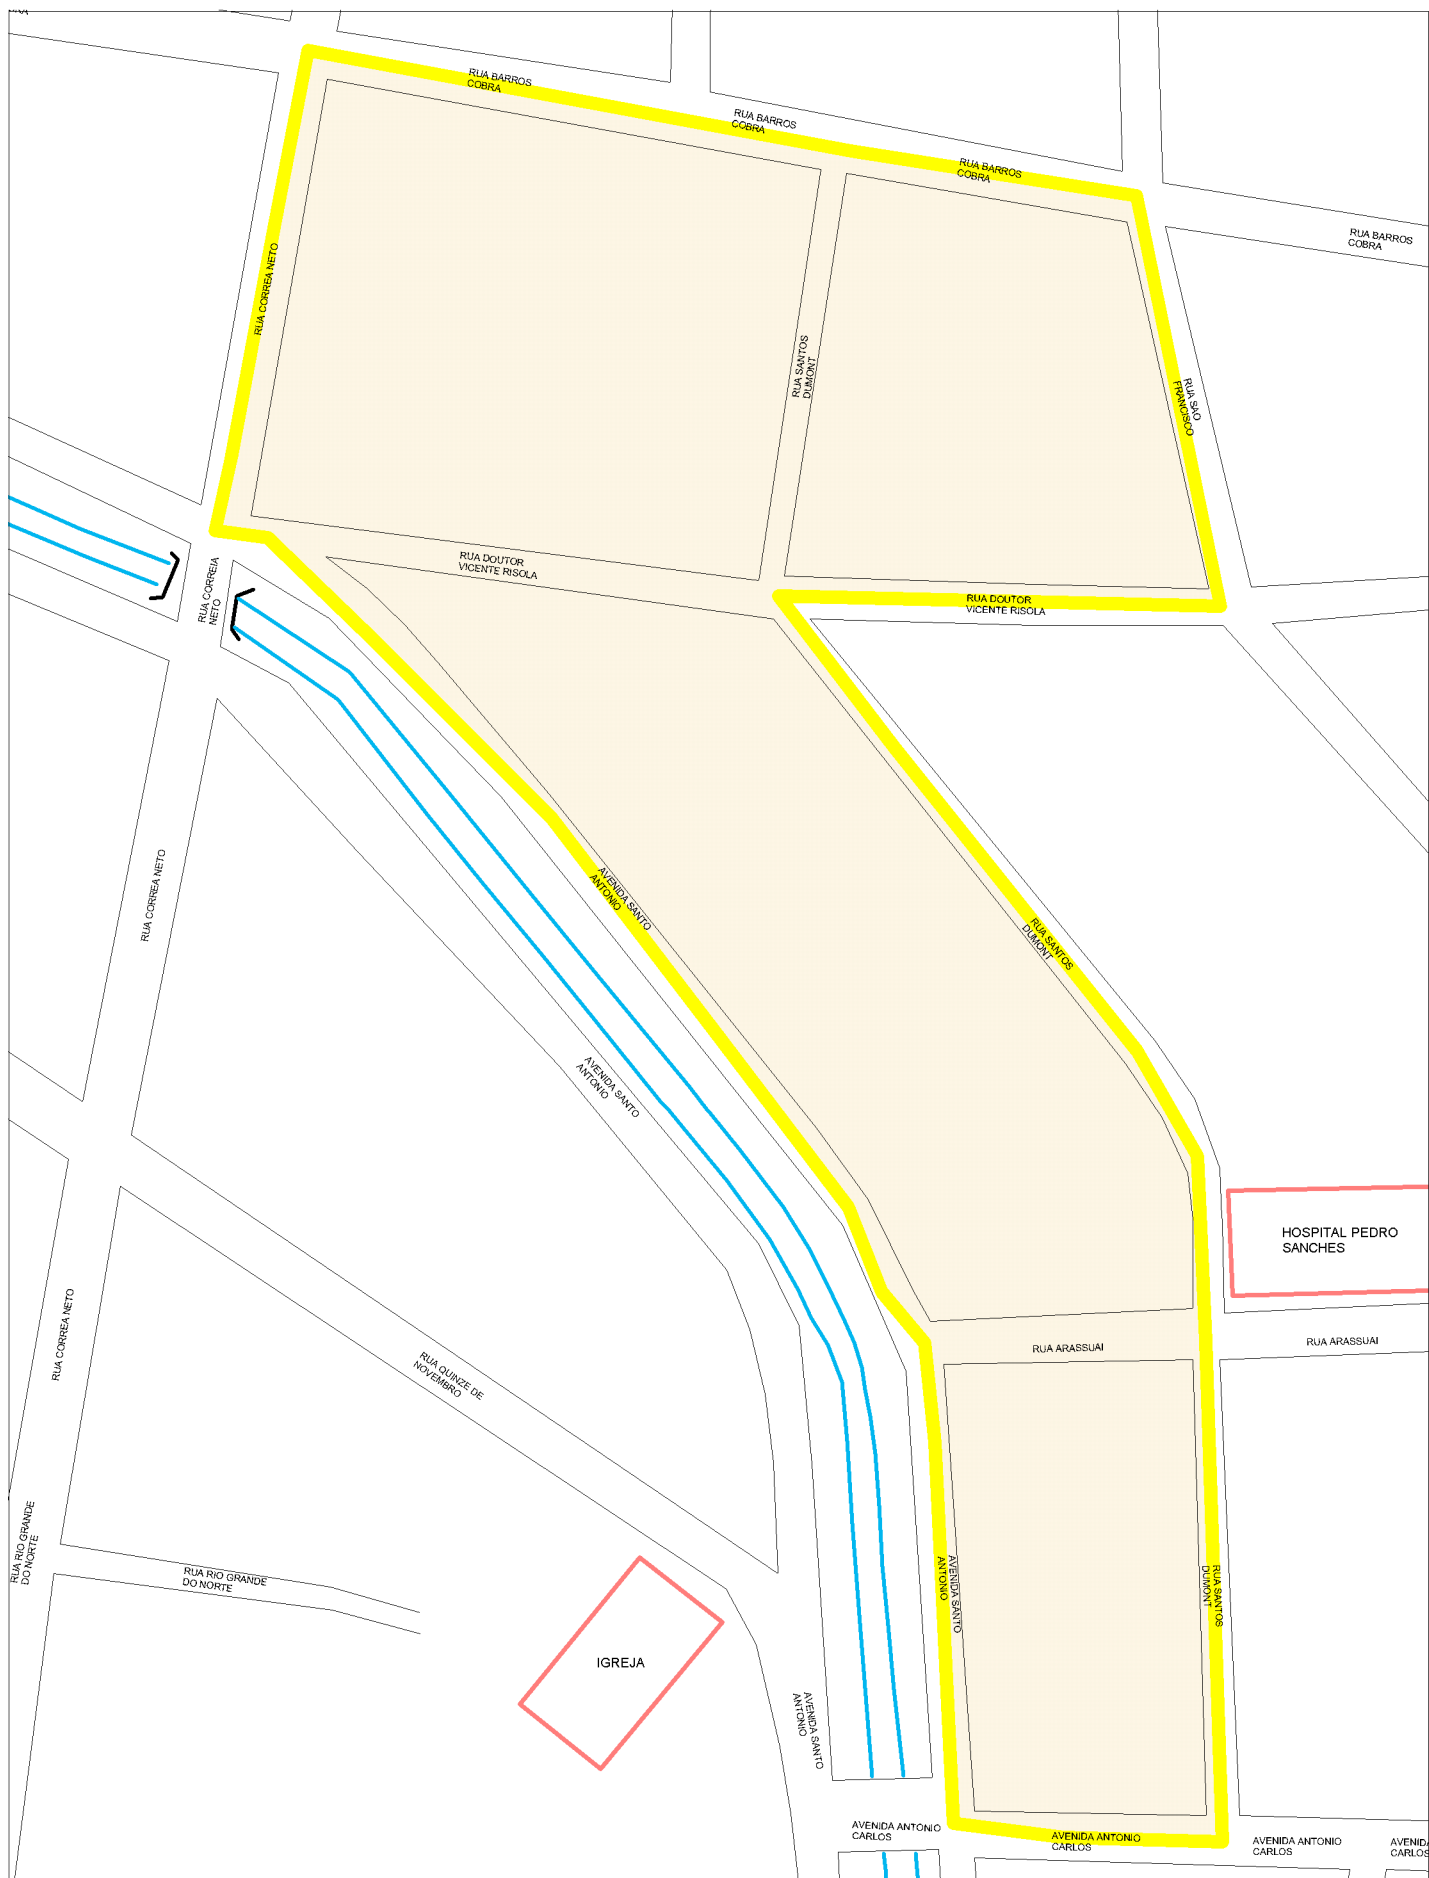 RUA BARROS
COBRA
RUA BARROS
COBRA
RUA BARROS
COBRA
RUA BARROS
COBRA
RUA CORREA NETO
RUA SANTOS
DUMONT
RUA SAO
FRANCISCO
RUA DOUTOR
VICENTE RISOLA
RUA CORREIA
NETO
RUA DOUTOR
VICENTE RISOLA
RUA CORREA NETO
AVENIDA SANTO
ANTONIO
RUA SANTOS
DUMONT
AVENIDA SANTO
ANTONIO
HOSPITAL PEDRO
SANCHES
RUA CORREA NETO
RUA ARASSUAI
RUA ARASSUAI
RUA QUINZE DE
NOVEMBRO
RUA RIO GRANDE
DO NORTE
RUA RIO GRANDE
DO NORTE
AVENIDA SANTO
ANTONIO
RUA SANTOS
DUMONT
IGREJA
AVENIDA SANTO
ANTONIO
AVENIDA ANTONIO
CARLOS
AVENIDA ANTONIO
CARLOS
AVENIDA ANTONIO
CARLOS
AVENIDA
CARLOS